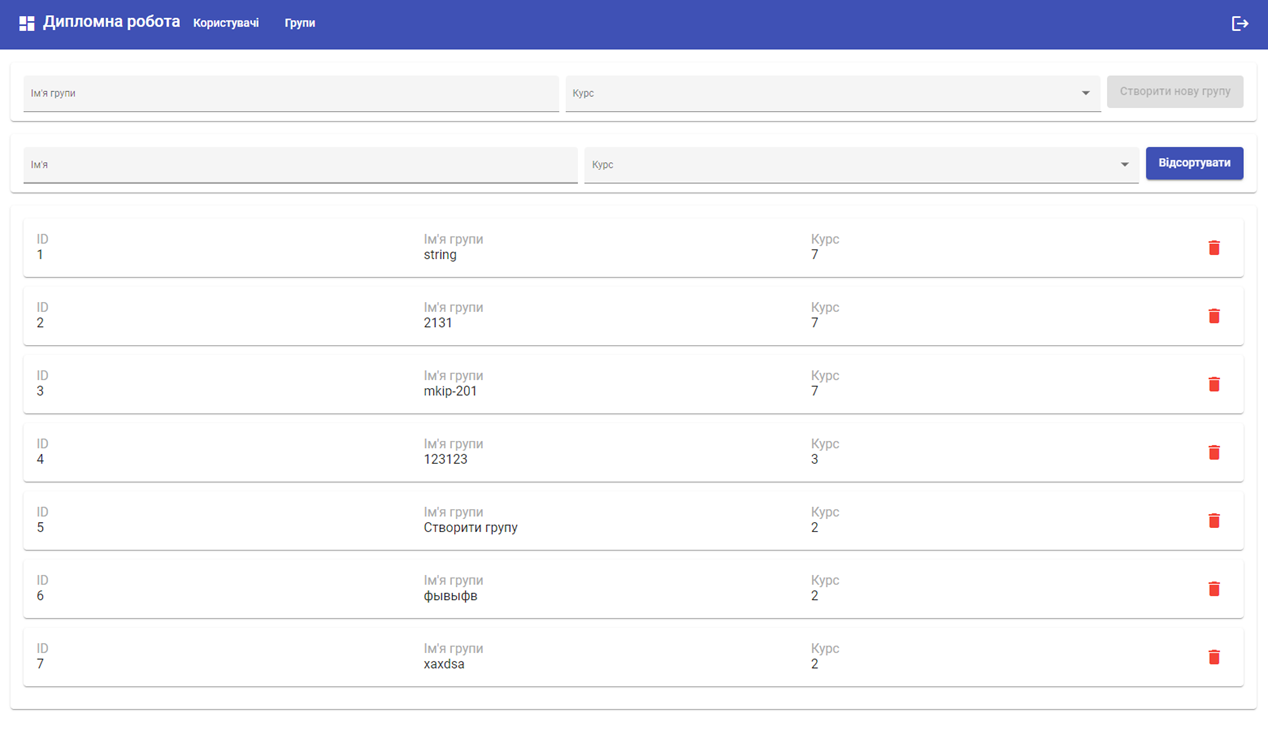 Дипломна робота Користувачі Групи
Ім'я групи Курс Створити нову групу
Ім'я Курс Відсортувати
ID Ім'я групи Курс
1 string 7
ID Ім'я групи Курс
2 2131 7
ID Ім'я групи Курс
3 mkip-201 7
ID Ім'я групи Курс
4 123123 3
ID Ім'я групи Курс
5 Створити групу 2
ID Ім'я групи Курс
6 фывыфв 2
ID Ім'я групи Курс
7 xaxdsa 2